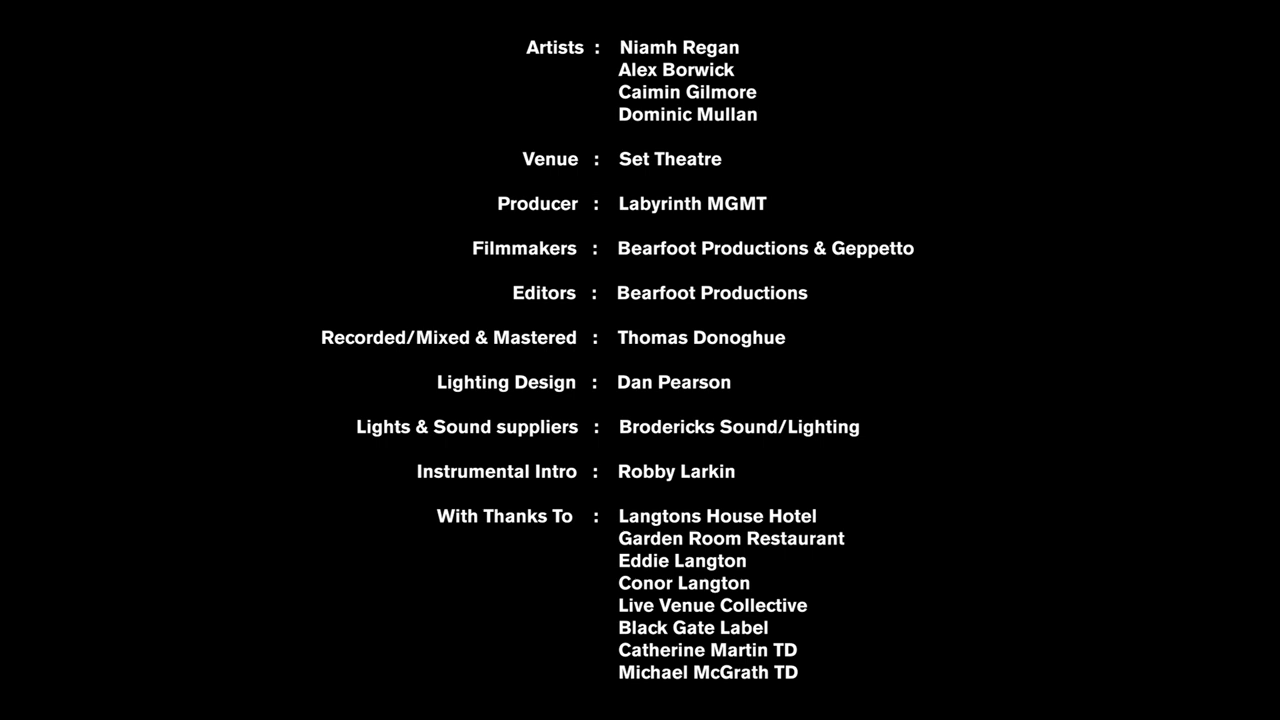 Artists : Niamh Regan
Alex Borwick
Caimin Gilmore
Dominic Mullan
Venue : Set Theatre
Producer : Labyrinth MGMT
Filmmakers : Bearfoot Productions & Geppetto
Editors : Bearfoot Productions
Recorded/Mixed & Mastered : Thomas Donoghue
Lighting Design : Dan Pearson
Lights & Sound suppliers : Brodericks Sound/Lighting
Instrumental Intro : Robby Larkin
With Thanks To : Langtons House Hotel
Garden Room Restaurant
Eddie Langton
Conor Langton
Live Venue Collective
Black Gate Label
Catherine Martin TD
Michael McGrath TD